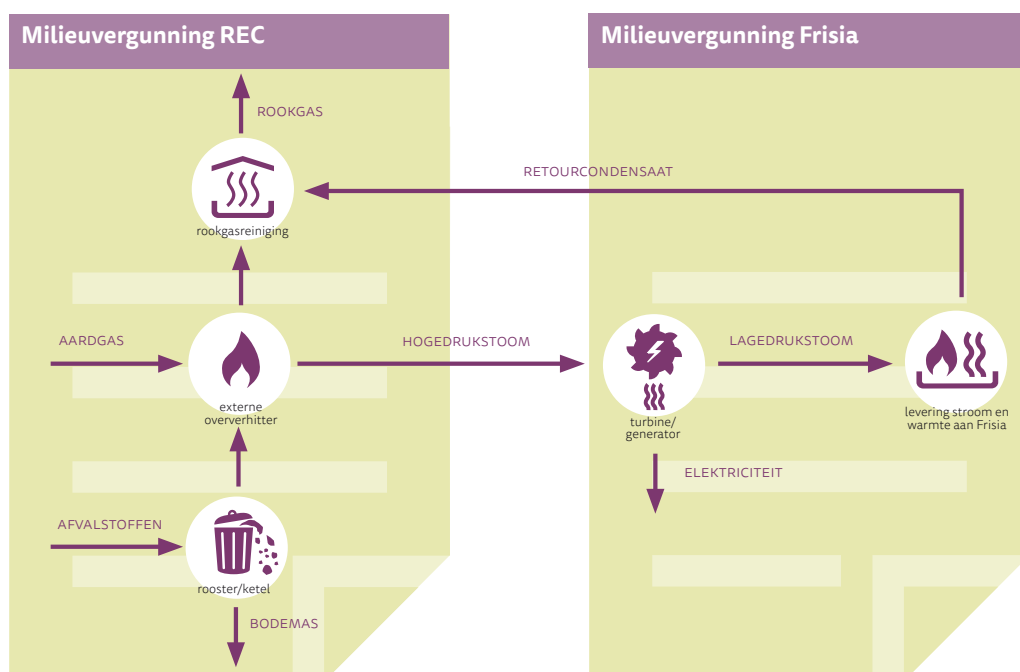 Milieuvergunning REC
ROOKGAS
rookgasreiniging
AARDGAS
externe
oververhitter
HOGEDRUKSTOOM
AFVALSTOFFEN
rooster/ketel
BODEMAS
Milieuvergunning Frisia
RETOURCONDENSAAT
turbine/
generator
LAGEDRUKSTOOM
levering stroom en
warmte aan Frisia
ELEKTRICITEIT